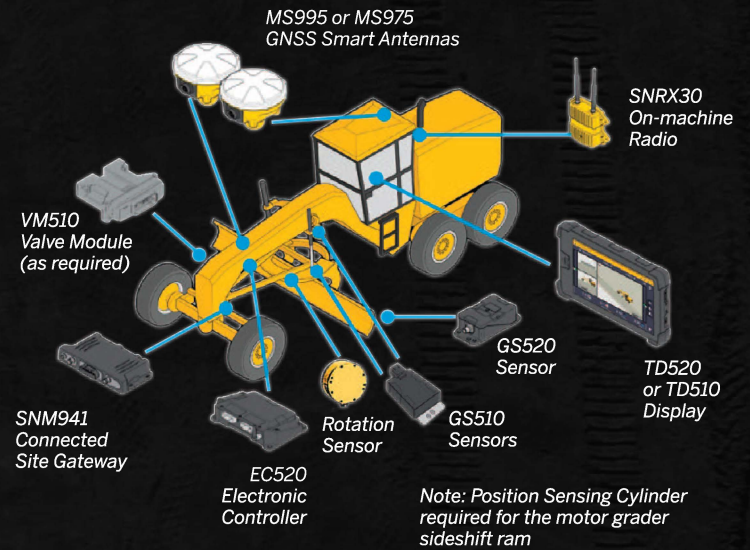 MS995 or MS975
GNSS Smart Antennas
SNRX30
On-machine
Radio
VM510
Valve Module
(as required)
GS520
Sensor
TD520
or TD510
Display
SNM941
Connected
Site Gateway
Rotation
Sensor
GS510
Sensors
EC520
Electronic
Controller
Note: Position Sensing Cylinder
required for the motor grader
sideshift ram